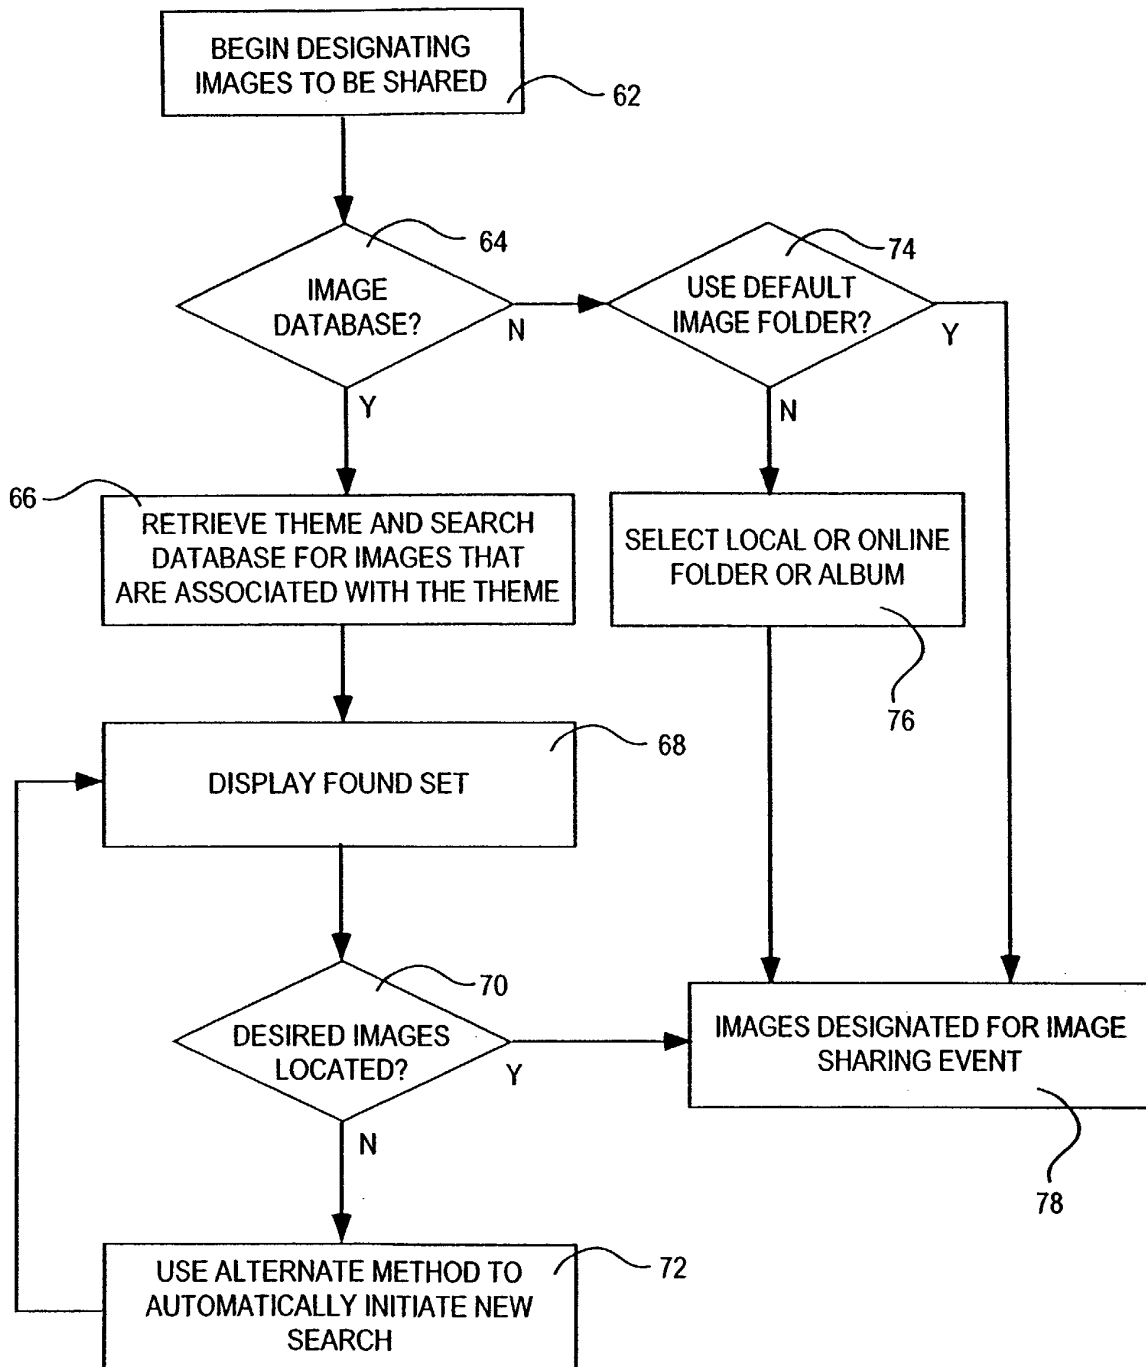 BEGIN DESIGNATING
IMAGES TO BE SHARED
62
64
IMAGE
DATABASE?
N
Y
74
USE DEFAULT
IMAGE FOLDER?
Y
N
66
RETRIEVE THEME AND SEARCH
DATABASE FOR IMAGES THAT
ARE ASSOCIATED WITH THE THEME
SELECT LOCAL OR ONLINE
FOLDER OR ALBUM
76
68
DISPLAY FOUND SET
70
DESIRED IMAGES
LOCATED?
Y
N
IMAGES DESIGNATED FOR IMAGE
SHARING EVENT
78
72
USE ALTERNATE METHOD TO
AUTOMATICALLY INITIATE NEW
SEARCH